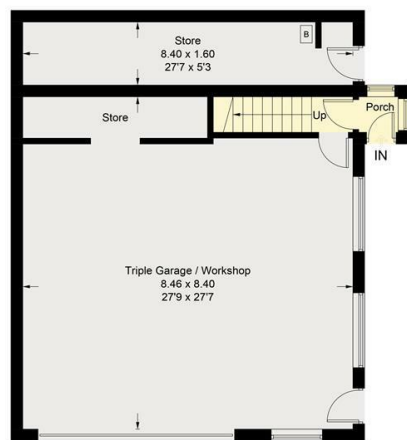 Store
8.40 x 1.60
27'7 x 5'3
B
Store
Up
Porch
IN
Triple Garage / Workshop
8.46 x 8.40
27'9 x 27'7